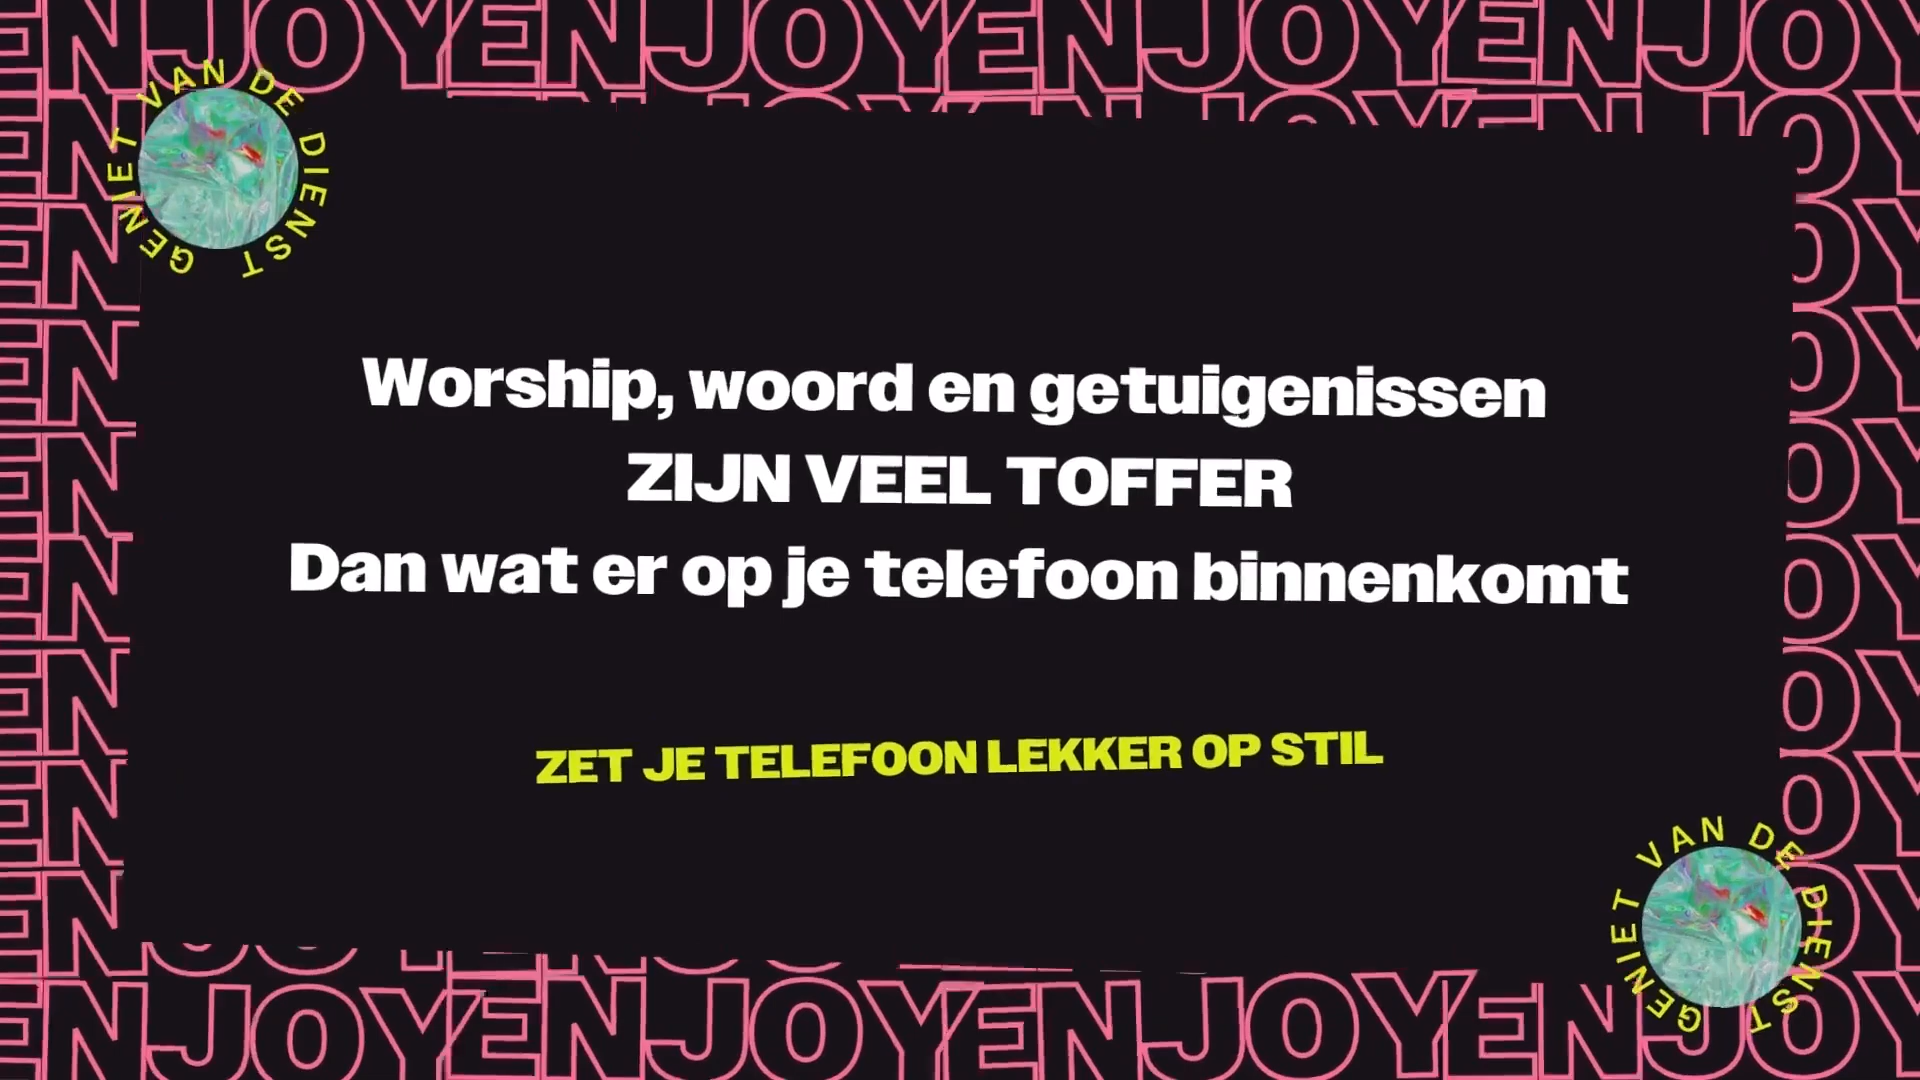 ENJOYENJOYENJOYENJOY
GENIET VAN DE DIENST
Worship, woord en getuigenissen
ZIJN VEEL TOFFER
Dan wat er op je telefoon binnenkomt
ZET JE TELEFOON LEKKER OP STIL
GENIET VAN DE DIENST
ENJOYENJOYENJOYENJOY